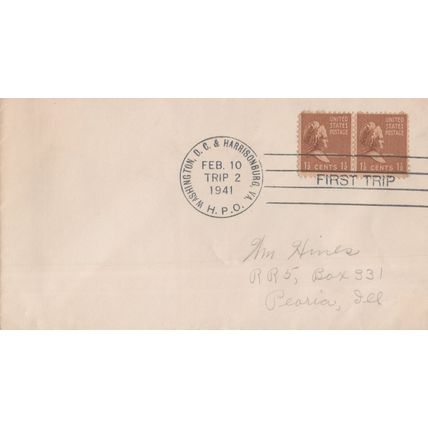 UNITED STATES POSTAGE
1½ CENTS 1½
UNITED STATES POSTAGE
1½ CENTS 1½
WASHINGTON, D. C. & HARRISONBURG, VA.
FEB. 10
TRIP 2
1941
H. P. O.
FIRST TRIP
Wm Hines
RR5, Box 331
Peoria, Ill